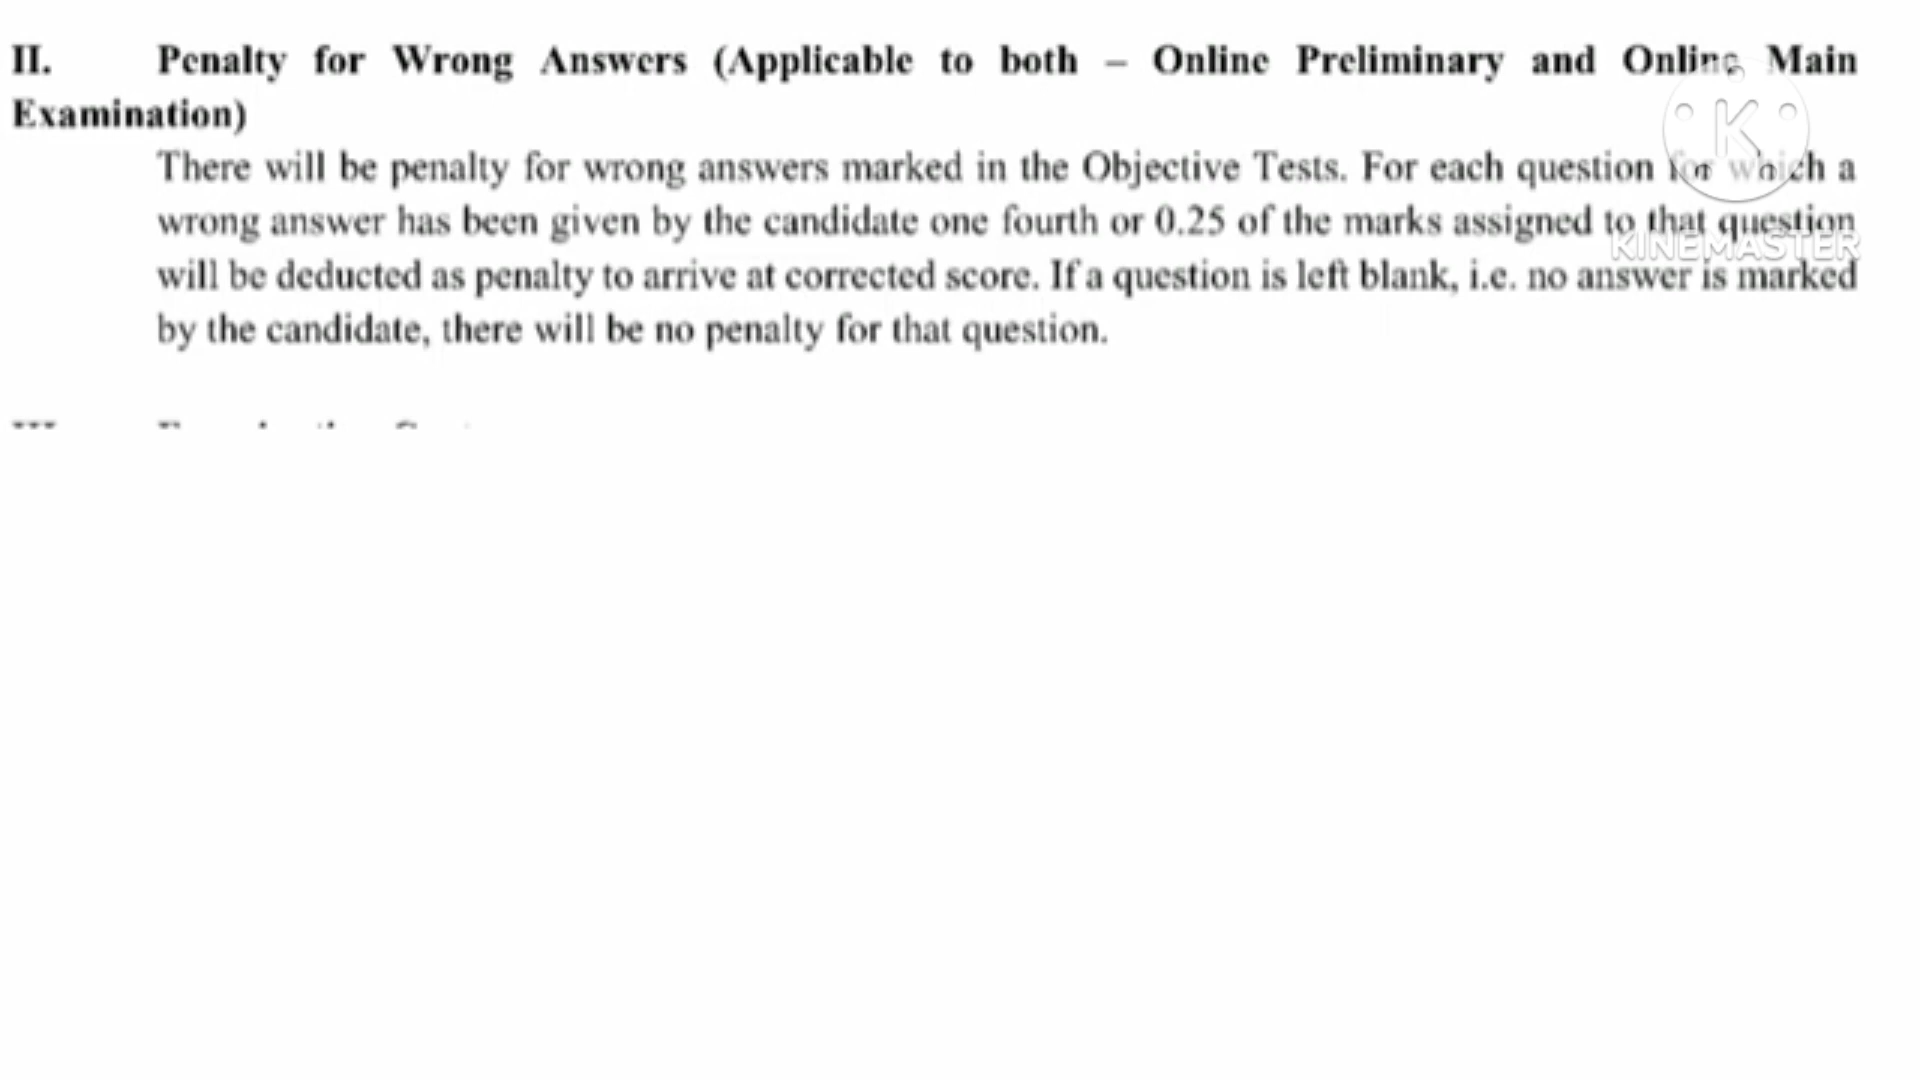 II. Penalty for Wrong Answers (Applicable to both – Online Preliminary and Online Main
Examination)
There will be penalty for wrong answers marked in the Objective Tests. For each question for which a
wrong answer has been given by the candidate one fourth or 0.25 of the marks assigned to that question
will be deducted as penalty to arrive at corrected score. If a question is left blank, i.e. no answer is marked
by the candidate, there will be no penalty for that question.
K
KINEMASTER